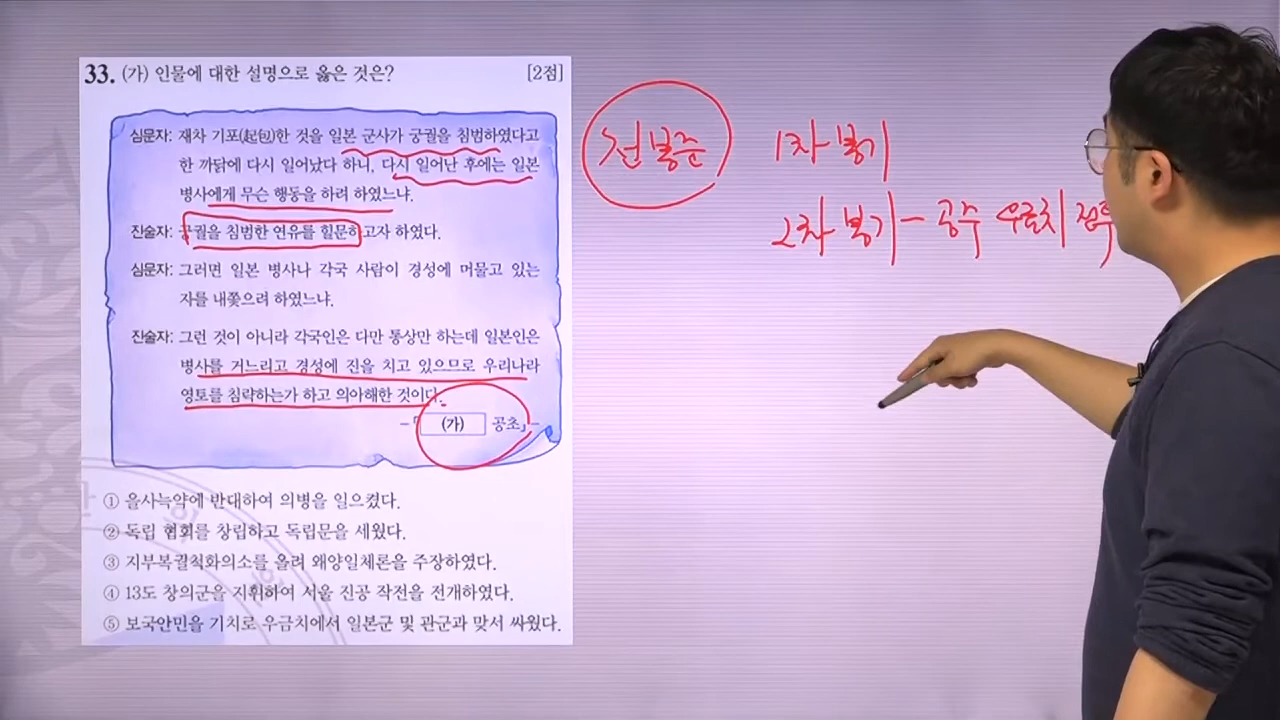 33. (가) 인물에 대한 설명으로 옳은 것은? [2점]
심문자: 재차 기포(起包)한 것을 일본 군사가 궁궐을 침범하였다고
한 까닭에 다시 일어났다 하니, 다시 일어난 후에는 일본
병사에게 무슨 행동을 하려 하였느냐.
진술자: 궁궐을 침범한 연유를 힐문하고자 하였다.
심문자: 그러면 일본 병사나 각국 사람이 경성에 머물고 있는
자를 내쫓으려 하였느냐.
진술자: 그런 것이 아니라 각국인은 다만 통상만 하는데 일본인은
병사를 거느리고 경성에 진을 치고 있으므로 우리나라
영토를 침략하는가 하고 의아해한 것이다.
-「 (가) 공초」-
① 을사늑약에 반대하여 의병을 일으켰다.
② 독립 협회를 창립하고 독립문을 세웠다.
③ 지부복궐척화의소를 올려 왜양일체론을 주장하였다.
④ 13도 창의군을 지휘하여 서울 진공 작전을 전개하였다.
⑤ 보국안민을 기치로 우금치에서 일본군 및 관군과 맞서 싸웠다.
전봉준
1차 봉기
2차 봉기 - 공주 우금치 전투